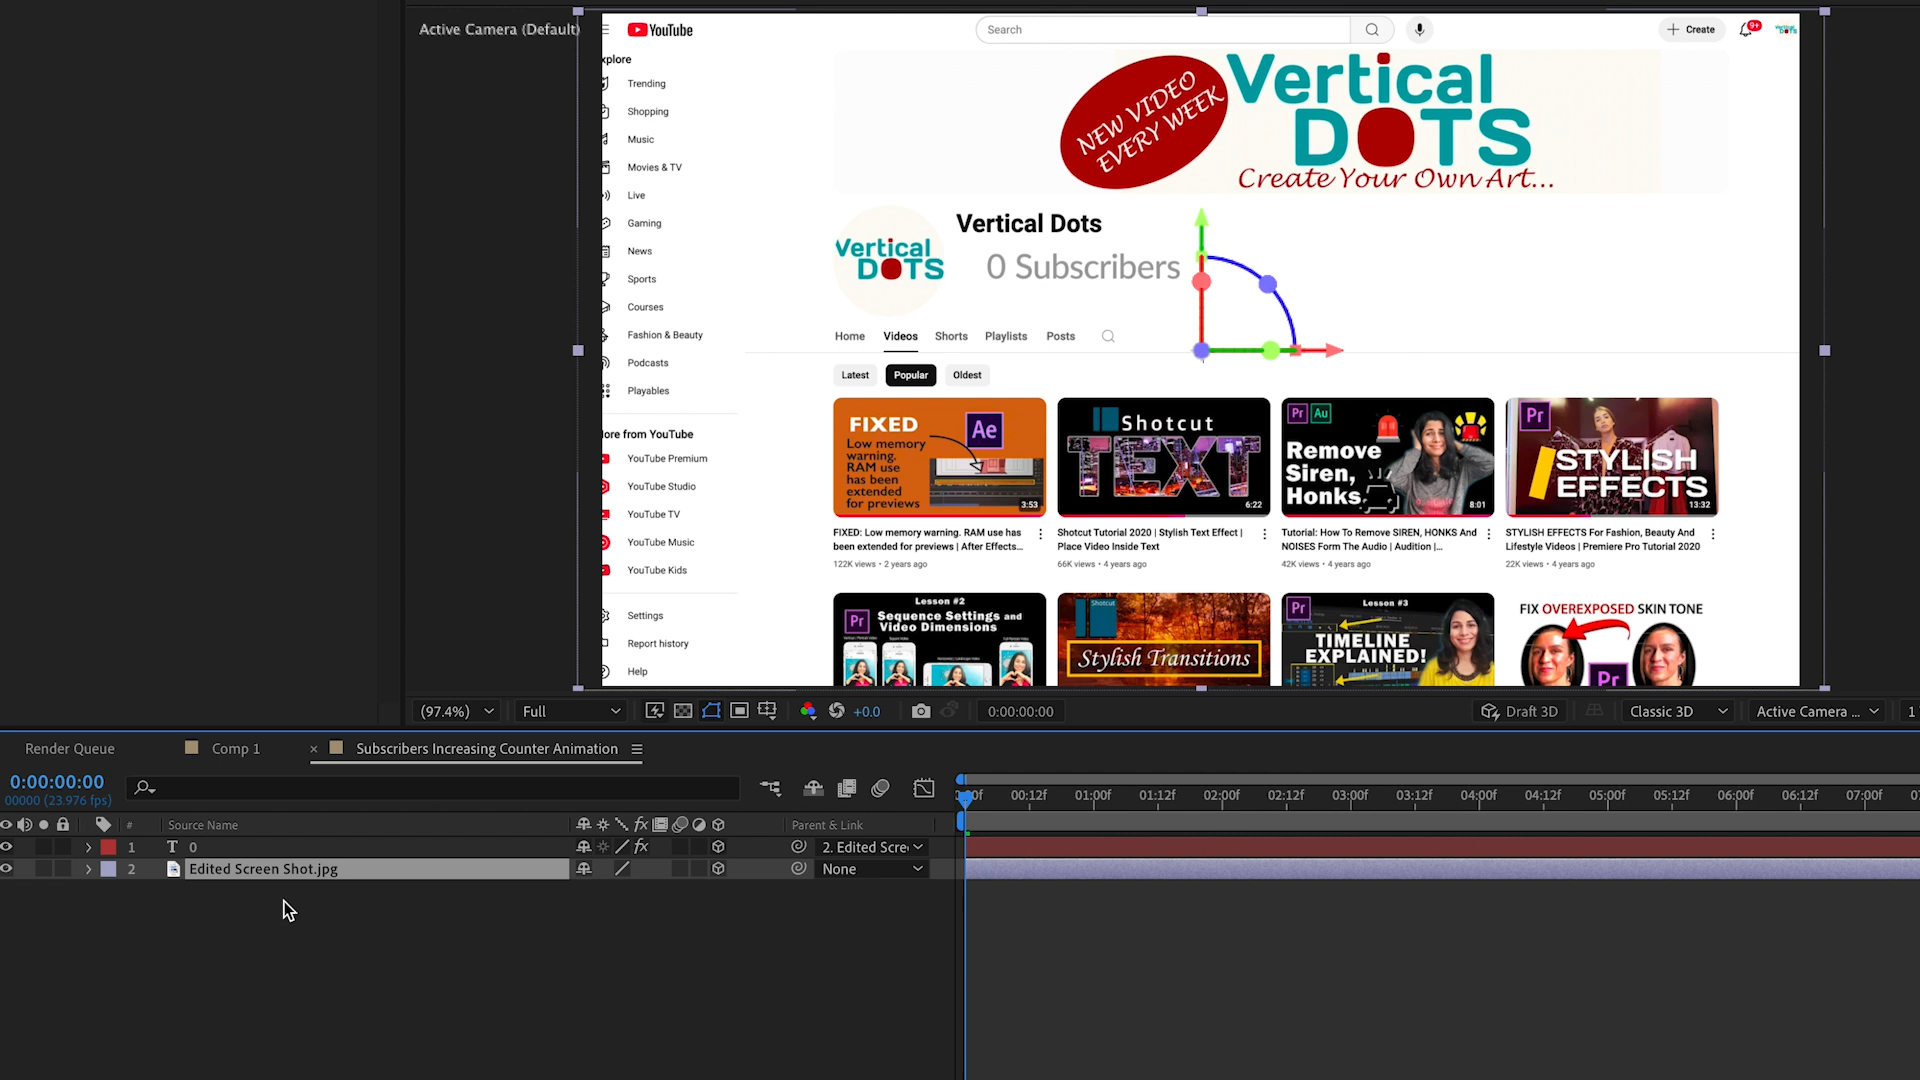 Active Camera (Default)
YouTube
Search
Create
9+
Vertical DOTS
xplore
Trending
Shopping
Music
Movies & TV
Live
Gaming
News
Sports
Courses
Fashion & Beauty
Podcasts
Playables
lore from YouTube
YouTube Premium
YouTube Studio
YouTube TV
YouTube Music
YouTube Kids
Settings
Report history
Help
NEW VIDEO
EVERY WEEK
Vertical
DOTS
Create Your Own Art...
Vertical
DOTS
Vertical Dots
0 Subscribers
Home Videos Shorts Playlists Posts
Latest Popular Oldest
FIXED
Low memory
warning.
RAM use
has been
extended
for previews
Ae
3:53
Shotcut
TEXT
6:22
Pr Au
Remove
Siren,
Honks
8:01
Pr
STYLISH
EFFECTS
13:32
FIXED: Low memory warning. RAM use has
been extended for previews | After Effects...
122K views • 2 years ago
Shotcut Tutorial 2020 | Stylish Text Effect |
Place Video Inside Text
66K views • 4 years ago
Tutorial: How To Remove SIREN, HONKS And
NOISES Form The Audio | Audition |...
42K views • 4 years ago
STYLISH EFFECTS For Fashion, Beauty And
Lifestyle Videos | Premiere Pro Tutorial 2020
22K views • 4 years ago
Lesson #2
Pr
Sequence Settings and
Video Dimensions
Shotcut
Stylish Transitions
Pr
Lesson #3
TIMELINE
EXPLAINED!
FIX OVEREXPOSED SKIN TONE
Pr
(97.4%) Full +0.0 0:00:00:00 Draft 3D Classic 3D Active Camera ... 1
Render Queue Comp 1 × Subscribers Increasing Counter Animation
0:00:00:00
00000 (23.976 fps)
00f 00:12f 01:00f 01:12f 02:00f 02:12f 03:00f 03:12f 04:00f 04:12f 05:00f 05:12f 06:00f 06:12f 07:00f
# Source Name fx Parent & Link
1 T 0 fx 2. Edited Scre
2 Edited Screen Shot.jpg None